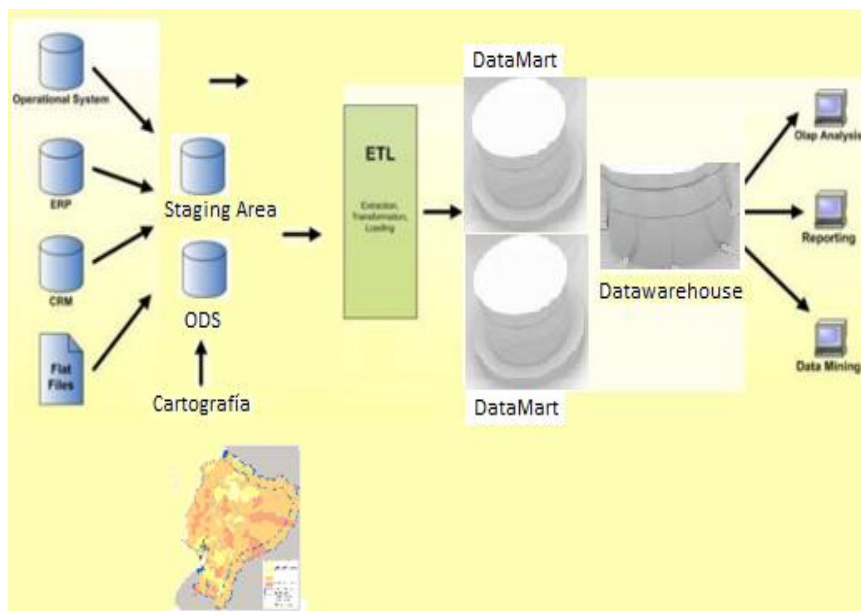 Operational System
ERP
CRM
Flat
Files
Staging Area
ODS
Cartografía
ETL
Extraction,
Transformation,
Loading
DataMart
DataMart
Datawarehouse
Olap Analysis
Reporting
Data Mining